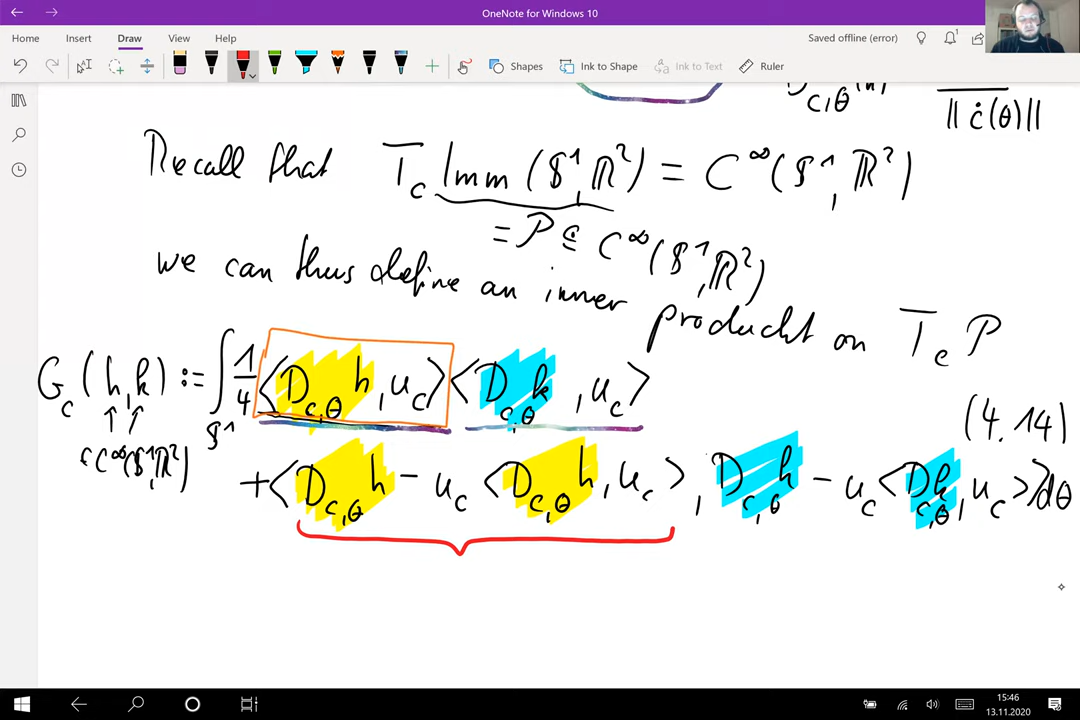 OneNote for Windows 10
Home Insert Draw View Help
Saved offline (error)
Shapes Ink to Shape Ink to Text Ruler
D_{c,θ}(h)
‖ċ(θ)‖
Recall that T_c Imm(S¹,ℝ²) = C^∞(S¹,ℝ²)
= P ⊆ C^∞(S¹,ℝ²)
we can thus define an inner producht on T_c P
G_c(h,k) := ∫_{S¹} 1/4 ⟨D_{c,θ} h, u_c⟩ ⟨D_{c,θ} k, u_c⟩
↑ ↑
∈ C^∞(S¹,ℝ²)
(4.14)
+ ⟨D_{c,θ} h − u_c ⟨D_{c,θ} h, u_c⟩, D_{c,θ} k − u_c ⟨D_{c,θ} k, u_c⟩⟩ dθ
15:46
13.11.2020